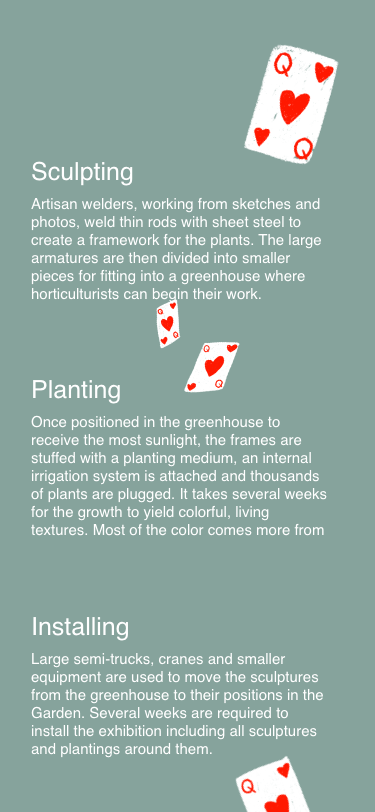 Q
Q
Sculpting
Artisan welders, working from sketches and
photos, weld thin rods with sheet steel to
create a framework for the plants. The large
armatures are then divided into smaller
pieces for fitting into a greenhouse where
horticulturists can begin their work.
Q
Q
Q
Q
Planting
Once positioned in the greenhouse to
receive the most sunlight, the frames are
stuffed with a planting medium, an internal
irrigation system is attached and thousands
of plants are plugged. It takes several weeks
for the growth to yield colorful, living
textures. Most of the color comes more from
Installing
Large semi-trucks, cranes and smaller
equipment are used to move the sculptures
from the greenhouse to their positions in the
Garden. Several weeks are required to
install the exhibition including all sculptures
and plantings around them.
Q